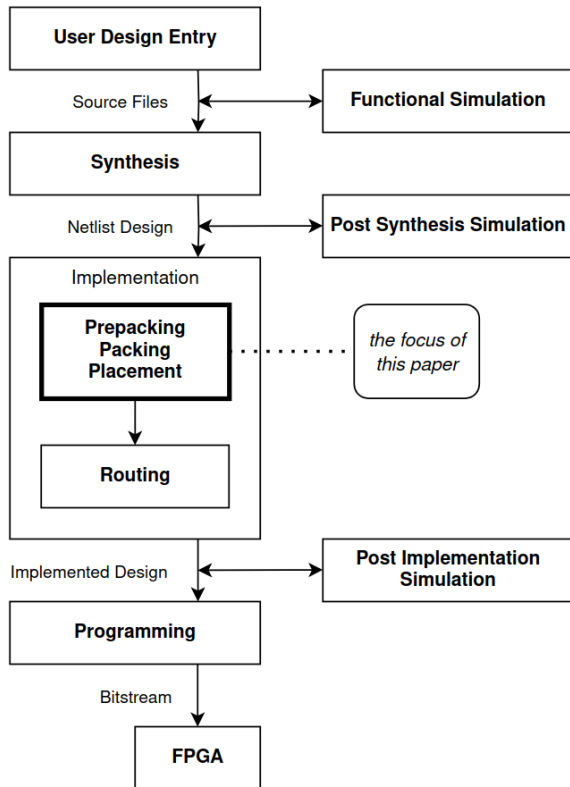 User Design Entry
Source Files
Functional Simulation
Synthesis
Netlist Design
Post Synthesis Simulation
Implementation
Prepacking
Packing
Placement
the focus of
this paper
Routing
Implemented Design
Post Implementation
Simulation
Programming
Bitstream
FPGA